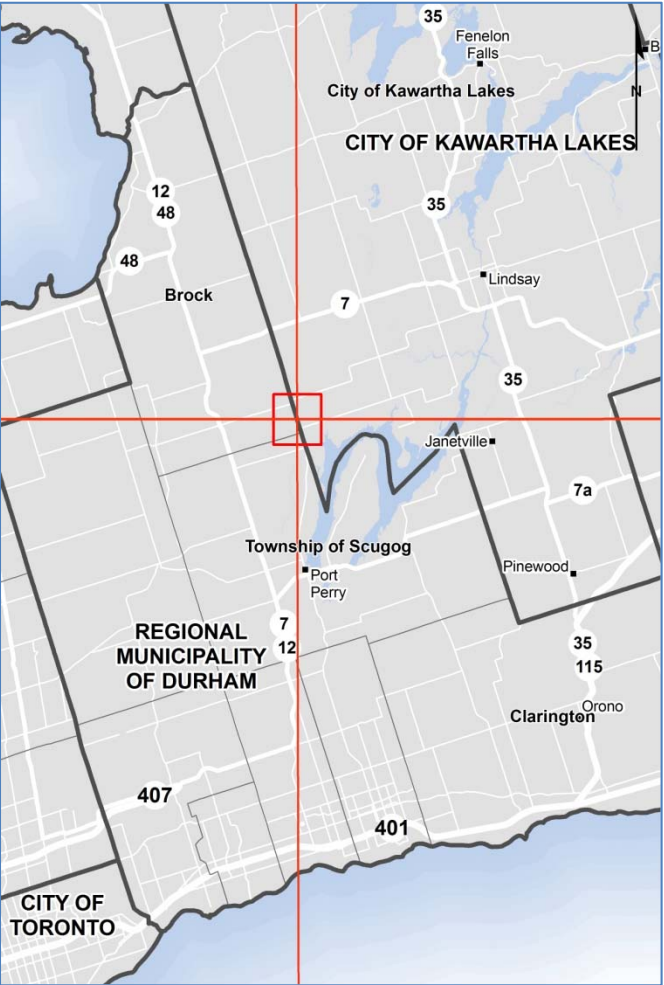 35
Fenelon
Falls
B
City of Kawartha Lakes
N
CITY OF KAWARTHA LAKES
12
48
35
48
Lindsay
Brock
7
35
Janetville
7a
Township of Scugog
Port
Perry
Pinewood
7
12
REGIONAL
MUNICIPALITY
OF DURHAM
35
115
Orono
Clarington
407
401
CITY OF
TORONTO